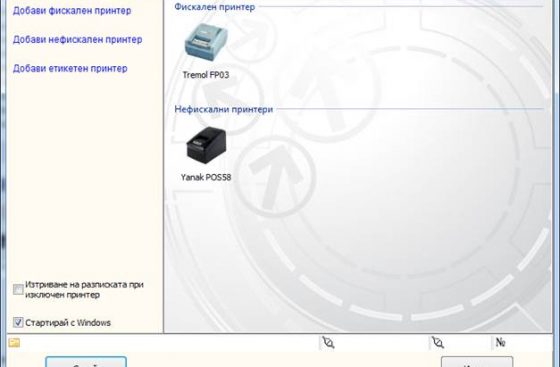 Добави фискален принтер
Добави нефискален принтер
Добави етикетен принтер
Фискален принтер
Tremol FP03
Нефискални принтери
Yanak POS58
Изтриване на разписката при
изключен принтер
Стартирай с Windows
№